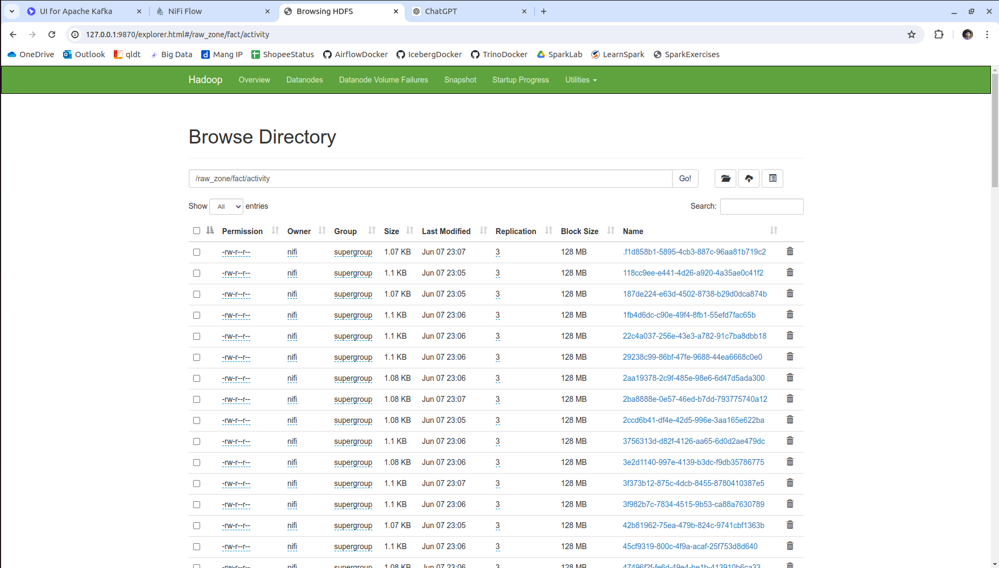 UI for Apache Kafka
NiFi Flow
Browsing HDFS
ChatGPT
127.0.0.1:9870/explorer.html#/raw_zone/fact/activity
OneDrive Outlook qldt Big Data Mang IP ShopeeStatus AirflowDocker IcebergDocker TrinoDocker SparkLab LearnSpark SparkExercises
Hadoop Overview Datanodes Datanode Volume Failures Snapshot Startup Progress Utilities
Browse Directory
/raw_zone/fact/activity Go!
Show All entries Search:
Permission Owner Group Size Last Modified Replication Block Size Name
-rw-r--r-- nifi supergroup 1.07 KB Jun 07 23:07 3 128 MB .f1d858b1-5895-4cb3-887c-96aa81b719c2
-rw-r--r-- nifi supergroup 1.1 KB Jun 07 23:05 3 128 MB 118cc9ee-e441-4d26-a920-4a35ae0c41f2
-rw-r--r-- nifi supergroup 1.07 KB Jun 07 23:05 3 128 MB 187de224-e63d-4502-8738-b29d0dca874b
-rw-r--r-- nifi supergroup 1.1 KB Jun 07 23:06 3 128 MB 1fb4d6dc-c90e-49f4-8fb1-55efd7fac65b
-rw-r--r-- nifi supergroup 1.1 KB Jun 07 23:06 3 128 MB 22c4a037-256e-43e3-a782-91c7ba8dbb18
-rw-r--r-- nifi supergroup 1.1 KB Jun 07 23:06 3 128 MB 29238c99-86bf-47fe-9688-44ea6668c0e0
-rw-r--r-- nifi supergroup 1.08 KB Jun 07 23:06 3 128 MB 2aa19378-2c9f-485e-98e6-6d47d5ada300
-rw-r--r-- nifi supergroup 1.08 KB Jun 07 23:07 3 128 MB 2ba8888e-0e57-46ed-b7dd-793775740a12
-rw-r--r-- nifi supergroup 1.08 KB Jun 07 23:05 3 128 MB 2ccd6b41-df4e-42d5-996e-3aa165e622ba
-rw-r--r-- nifi supergroup 1.1 KB Jun 07 23:06 3 128 MB 3756313d-d82f-4126-aa65-6d0d2ae479dc
-rw-r--r-- nifi supergroup 1.08 KB Jun 07 23:06 3 128 MB 3e2d1140-997e-4139-b3dc-f9db35786775
-rw-r--r-- nifi supergroup 1.1 KB Jun 07 23:07 3 128 MB 3f373b12-875c-4dcb-8455-8780410387e5
-rw-r--r-- nifi supergroup 1.1 KB Jun 07 23:06 3 128 MB 3f982b7c-7834-4515-9b53-ca88a7630789
-rw-r--r-- nifi supergroup 1.07 KB Jun 07 23:05 3 128 MB 42b81962-75ea-479b-824c-9741cbf1363b
-rw-r--r-- nifi supergroup 1.1 KB Jun 07 23:06 3 128 MB 45cf9319-800c-4f9a-acaf-25f753d8d640
-rw-r--r-- nifi supergroup 1.08 KB Jun 07 23:06 3 128 MB 47496f2f-fe6d-49e4-be1b-413910b6ca33